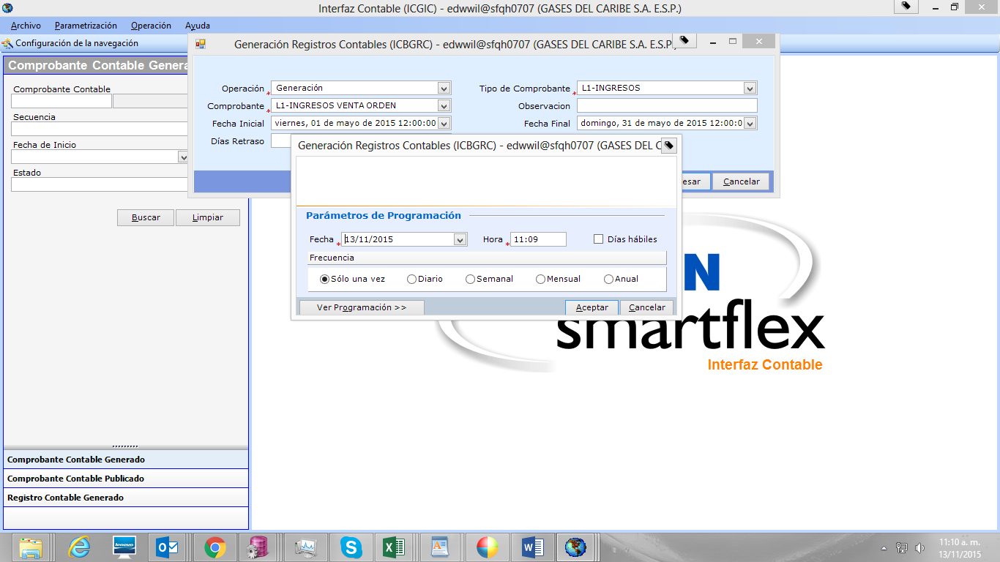 Interfaz Contable (ICGIC) - edwwil@sfqh0707 (GASES DEL CARIBE S.A. E.S.P.)
Archivo Parametrización Operación Ayuda
Configuración de la navegación
Generación Registros Contables (ICBGRC) - edwwil@sfqh0707 (GASES DEL CARIBE S.A. E.S.P.
Comprobante Contable Genera
Comprobante Contable
Secuencia
Fecha de Inicio
Estado
Buscar Limpiar
Operación Generación Tipo de Comprobante L1-INGRESOS
Comprobante L1-INGRESOS VENTA ORDEN Observacion
Fecha Inicial viernes, 01 de mayo de 2015 12:00:00 Fecha Final domingo, 31 de mayo de 2015 12:00:0
Días Retraso
esar Cancelar
Generación Registros Contables (ICBGRC) - edwwil@sfqh0707 (GASES DEL C
Parámetros de Programación
Fecha 13/11/2015 Hora 11:09 Días hábiles
Frecuencia
Sólo una vez Diario Semanal Mensual Anual
Ver Programación >> Aceptar Cancelar
N
smartflex
Interfaz Contable
Comprobante Contable Generado
Comprobante Contable Publicado
Registro Contable Generado
lenovo
11:10 a. m.
13/11/2015